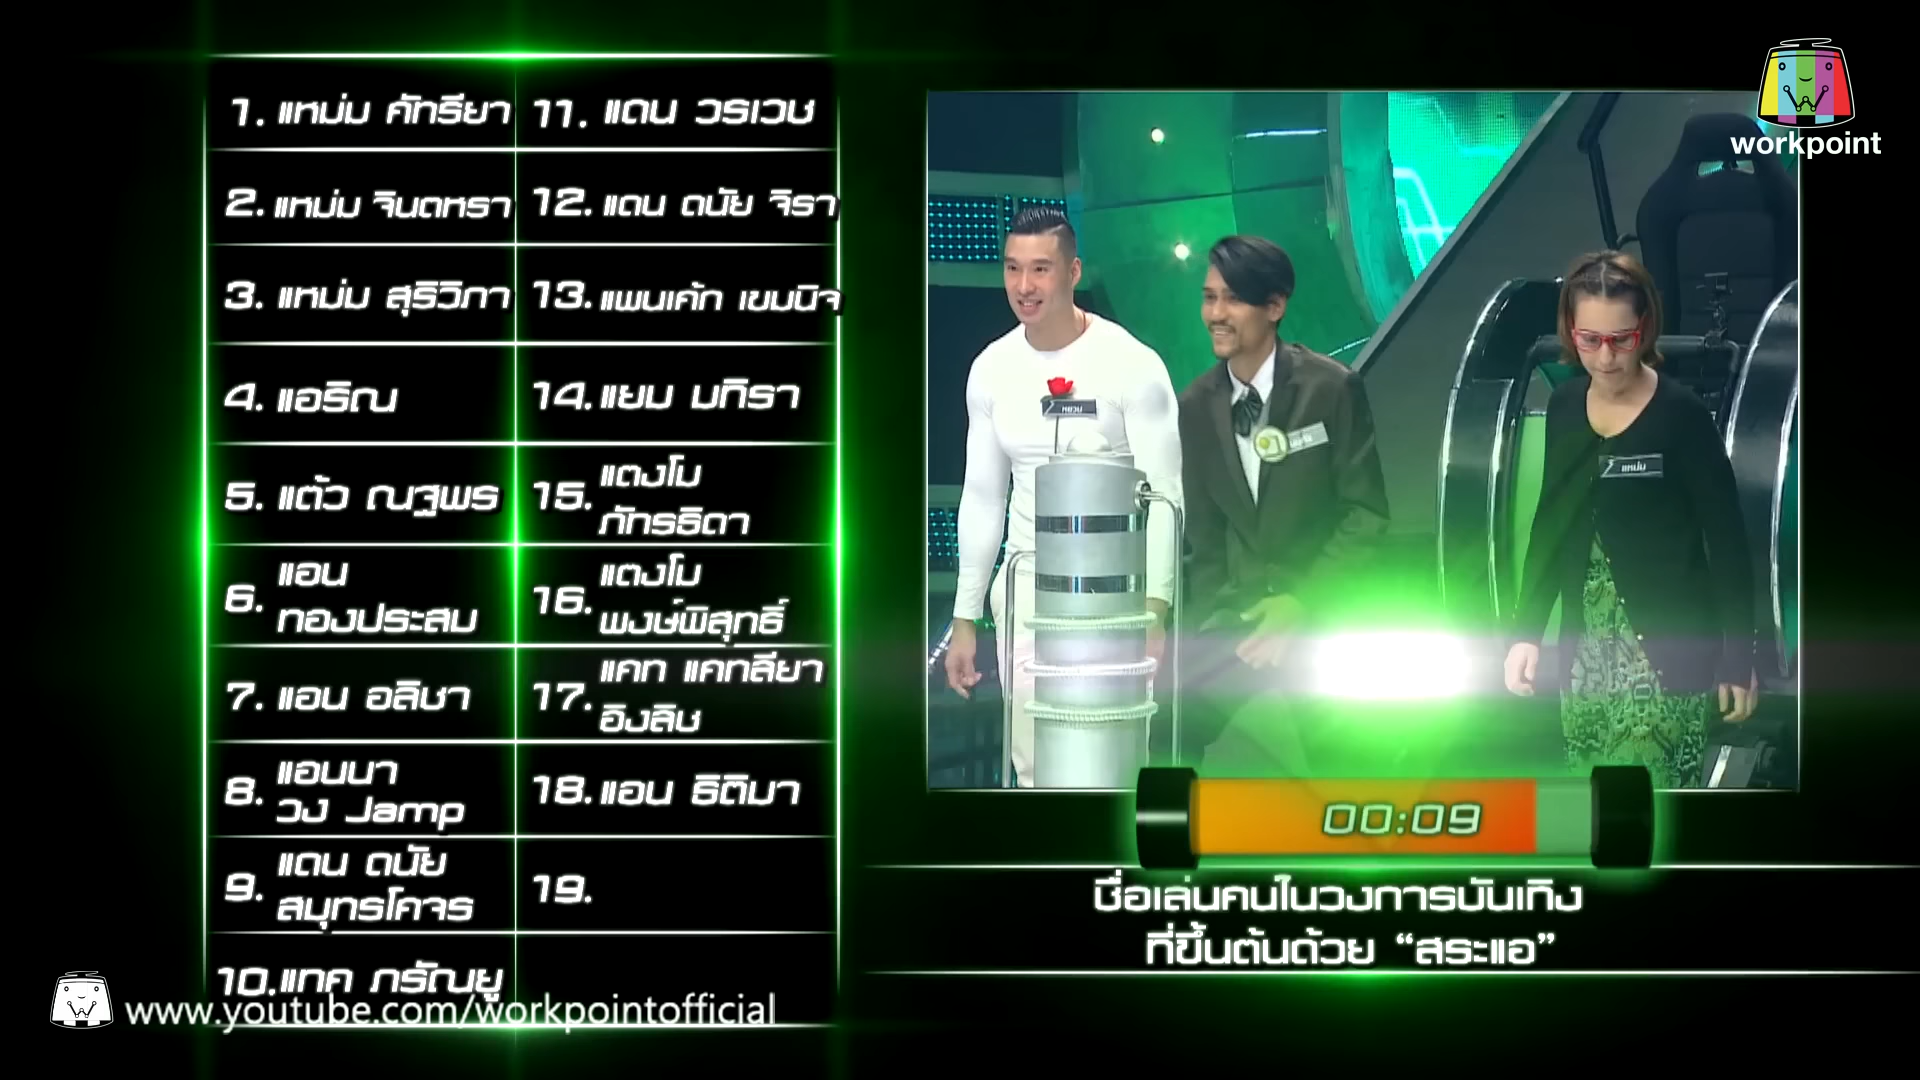 workpoint
1. แหม่ม คัทรียา
2. แหม่ม จินตหรา
3. แหม่ม สุริวิภา
4. แอริณ
5. แต้ว ณฐพร
6. แอน
ทองประสม
7. แอน อลิชา
8. แอนนา
วง Jamp
9. แดน ดนัย
สมุทรโคจร
10. แทค ภรัณยู
11. แดน วรเวช
12. แดน ดนัย จิรา
13. แพนเค้ก เขมนิจ
14. แยม มทิรา
15. แตงโม
ภัทรธิดา
16. แตงโม
พงษ์พิสุทธิ์
17. แคท แคทลียา
อิงลิช
18. แอน ธิติมา
19.
หยวน
แหม่ม
00:09
ชื่อเล่นคนในวงการบันเทิง
ที่ขึ้นต้นด้วย “สระแอ”
www.youtube.com/workpointofficial